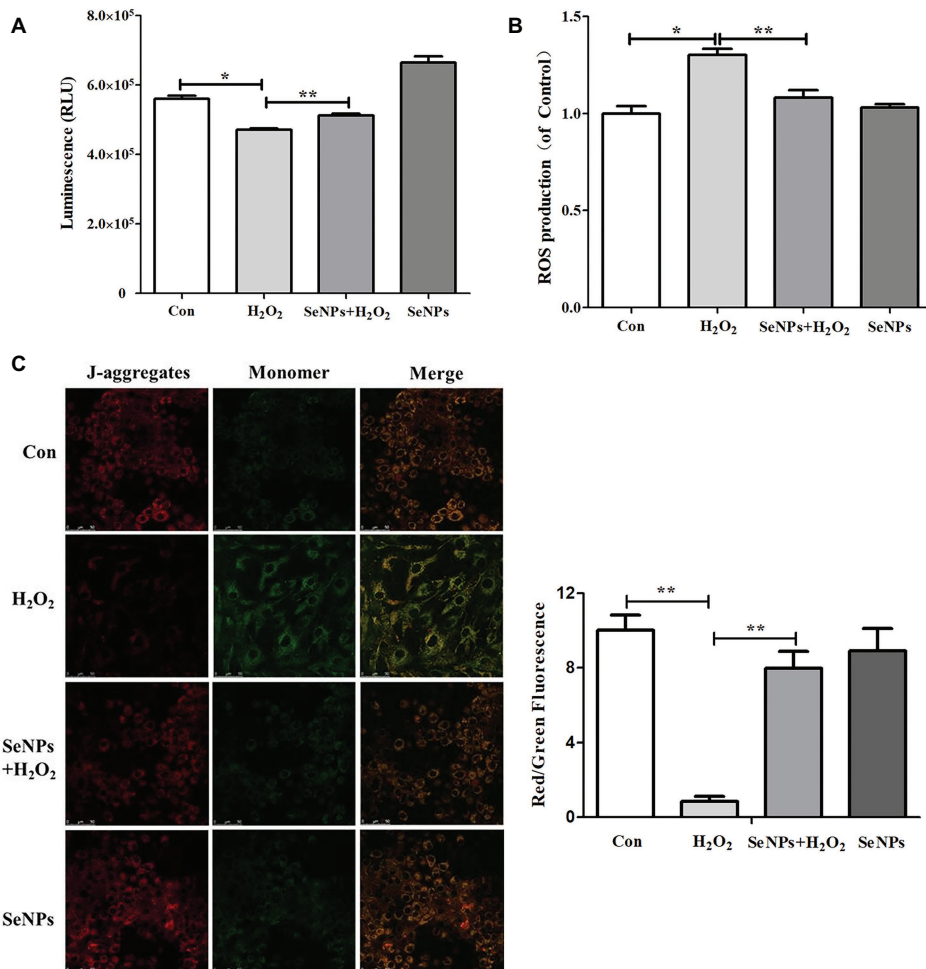 A
Luminescence (RLU)
8.0×10⁵
6.0×10⁵
4.0×10⁵
2.0×10⁵
0
*
**
Con
H₂O₂
SeNPs+H₂O₂
SeNPs
B
ROS production (of Control)
1.5
1.0
0.5
0.0
*
**
Con
H₂O₂
SeNPs+H₂O₂
SeNPs
C
J-aggregates
Monomer
Merge
Con
H₂O₂
SeNPs
+H₂O₂
SeNPs
Red/Green Fluorescence
12
8
4
0
**
**
Con
H₂O₂
SeNPs+H₂O₂
SeNPs